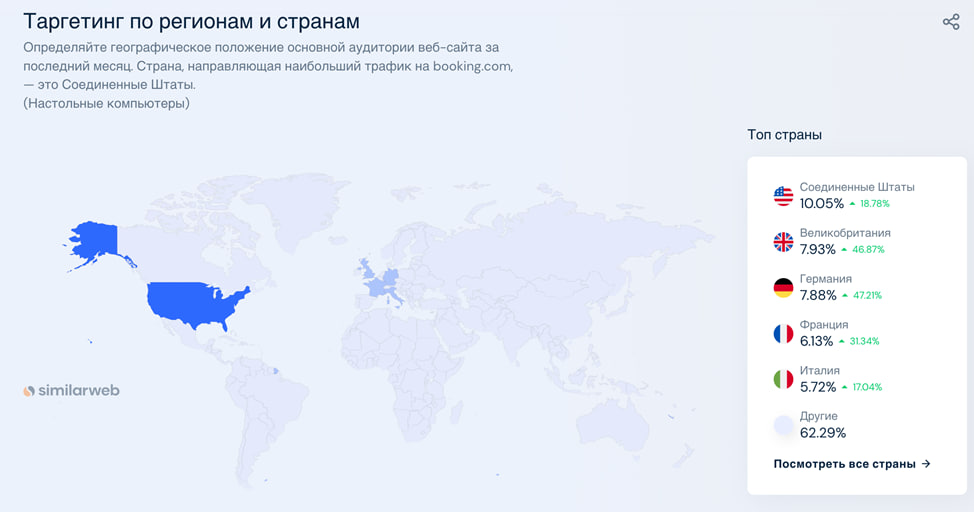 Таргетинг по регионам и странам
Определяйте географическое положение основной аудитории веб-сайта за
последний месяц. Страна, направляющая наибольший трафик на booking.com,
— это Соединенные Штаты.
(Настольные компьютеры)
Топ страны
Соединенные Штаты
10.05% 18.78%
Великобритания
7.93% 46.87%
Германия
7.88% 47.21%
Франция
6.13% 31.34%
Италия
5.72% 17.04%
Другие
62.29%
Посмотреть все страны →
similarweb